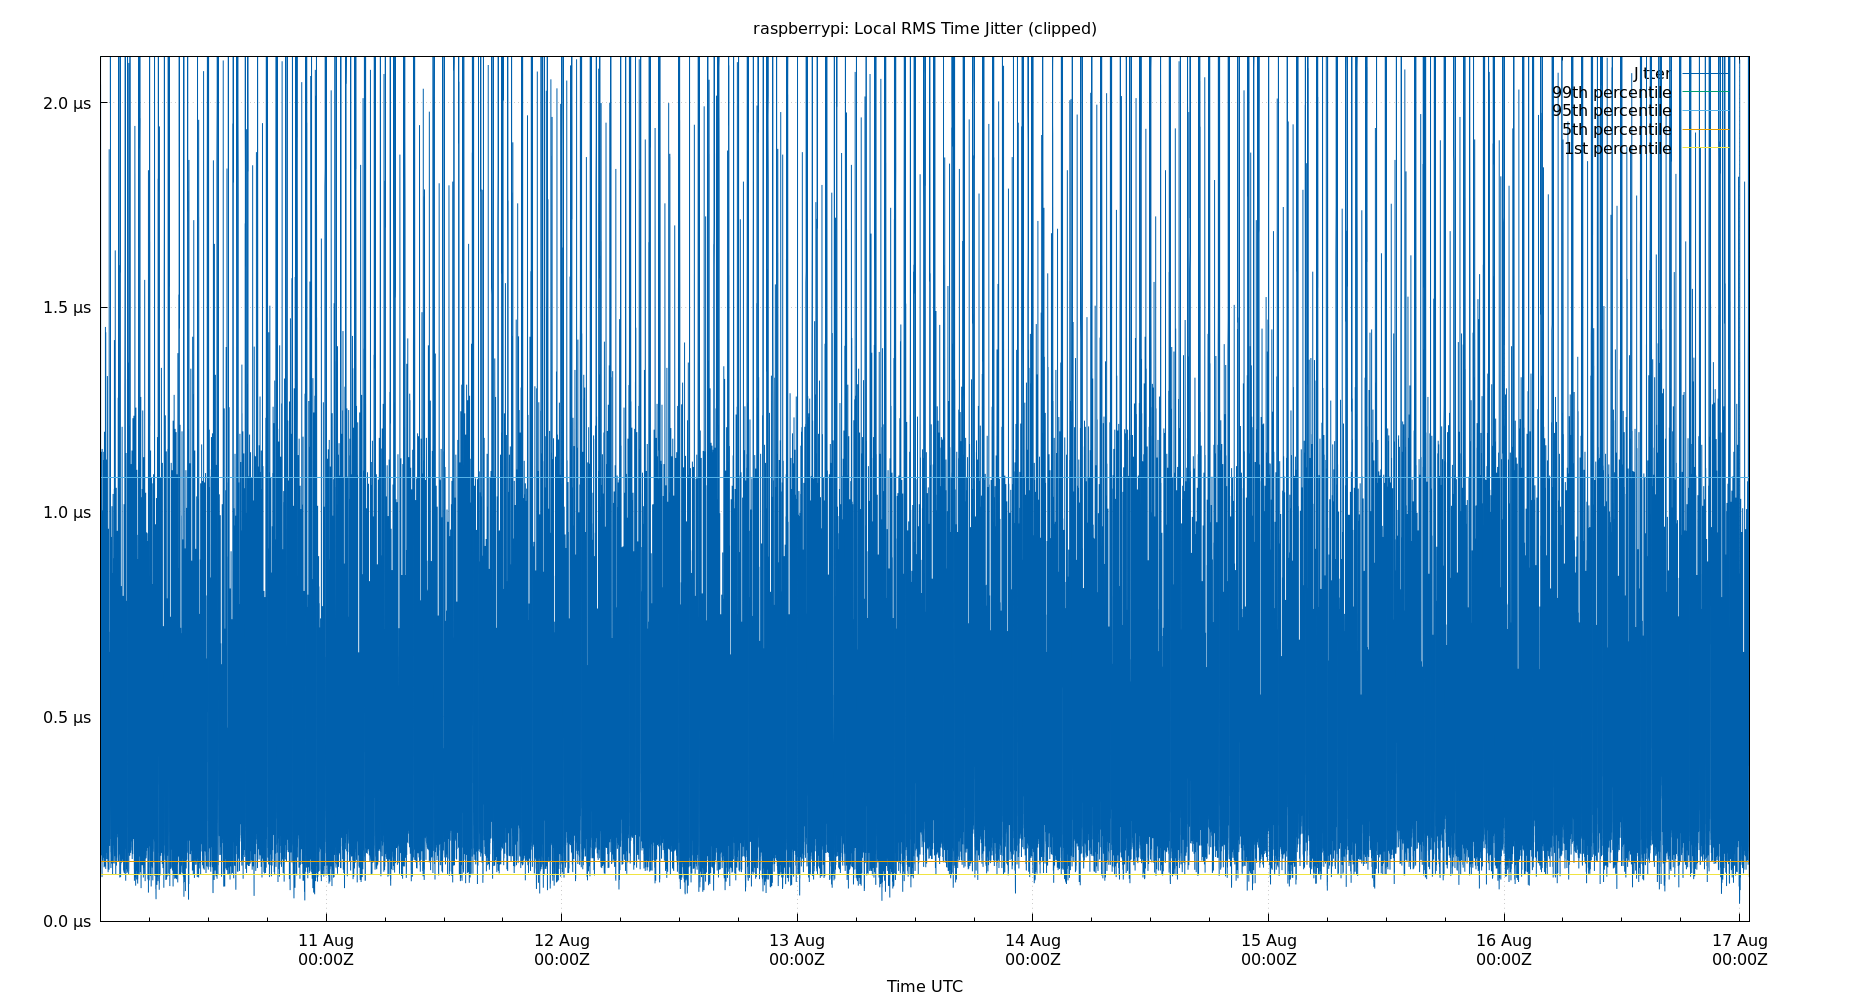 raspberrypi: Local RMS Time Jitter (clipped)
2.0 μs
1.5 μs
1.0 μs
0.5 μs
0.0 μs
Jitter
99th percentile
95th percentile
5th percentile
1st percentile
11 Aug
00:00Z
12 Aug
00:00Z
13 Aug
00:00Z
14 Aug
00:00Z
15 Aug
00:00Z
16 Aug
00:00Z
17 Aug
00:00Z
Time UTC